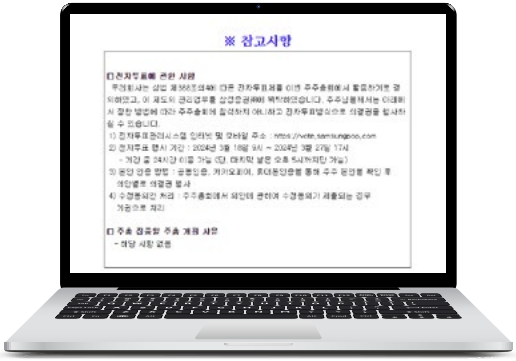 ※ 참고사항
□ 전자투표에 관한 사항
우리회사는 상법 제368조의4에 따른 전자투표제를 이번 주주총회에서 활용하기로 결
의하였고, 이 제도의 관리업무를 삼성증권㈜에 위탁하였습니다. 주주님들께서는 아래에
서 정한 방법에 따라 주주총회에 참석하지 아니하고 전자투표방식으로 의결권을 행사하
실 수 있습니다.
1) 전자투표관리시스템 인터넷 및 모바일 주소 : https://vote.samsungpop.com
2) 전자투표 행사 기간 : 2024년 3월 9시 ~ 2024년 3월 27일 17시
- 기간 중 24시간 이용 가능 (단, 마지막 날은 오후 5시까지만 가능)
3) 본인 인증 방법 : 공동인증, 카카오페이, 휴대폰인증을 통해 주주 본인을 확인 후
의안별로 의결권 행사
4) 수정동의안 처리 : 주주총회에서 의안에 관하여 수정동의가 제출되는 경우
기권으로 처리
□ 주총 집중일 주총 개최 사유
- 해당 사항 없음